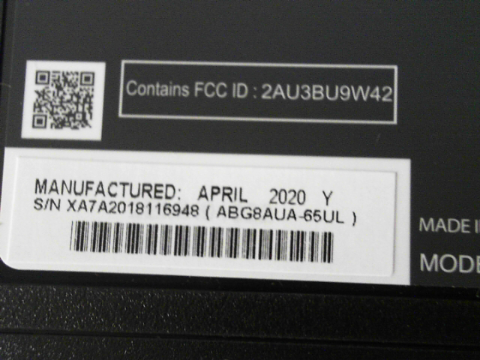 Contains FCC ID : 2AU3BU9W42
MANUFACTURED: APRIL 2020 Y
S/N XA7A2018116948 ( ABG8AUA-65UL )
MADE
MODE